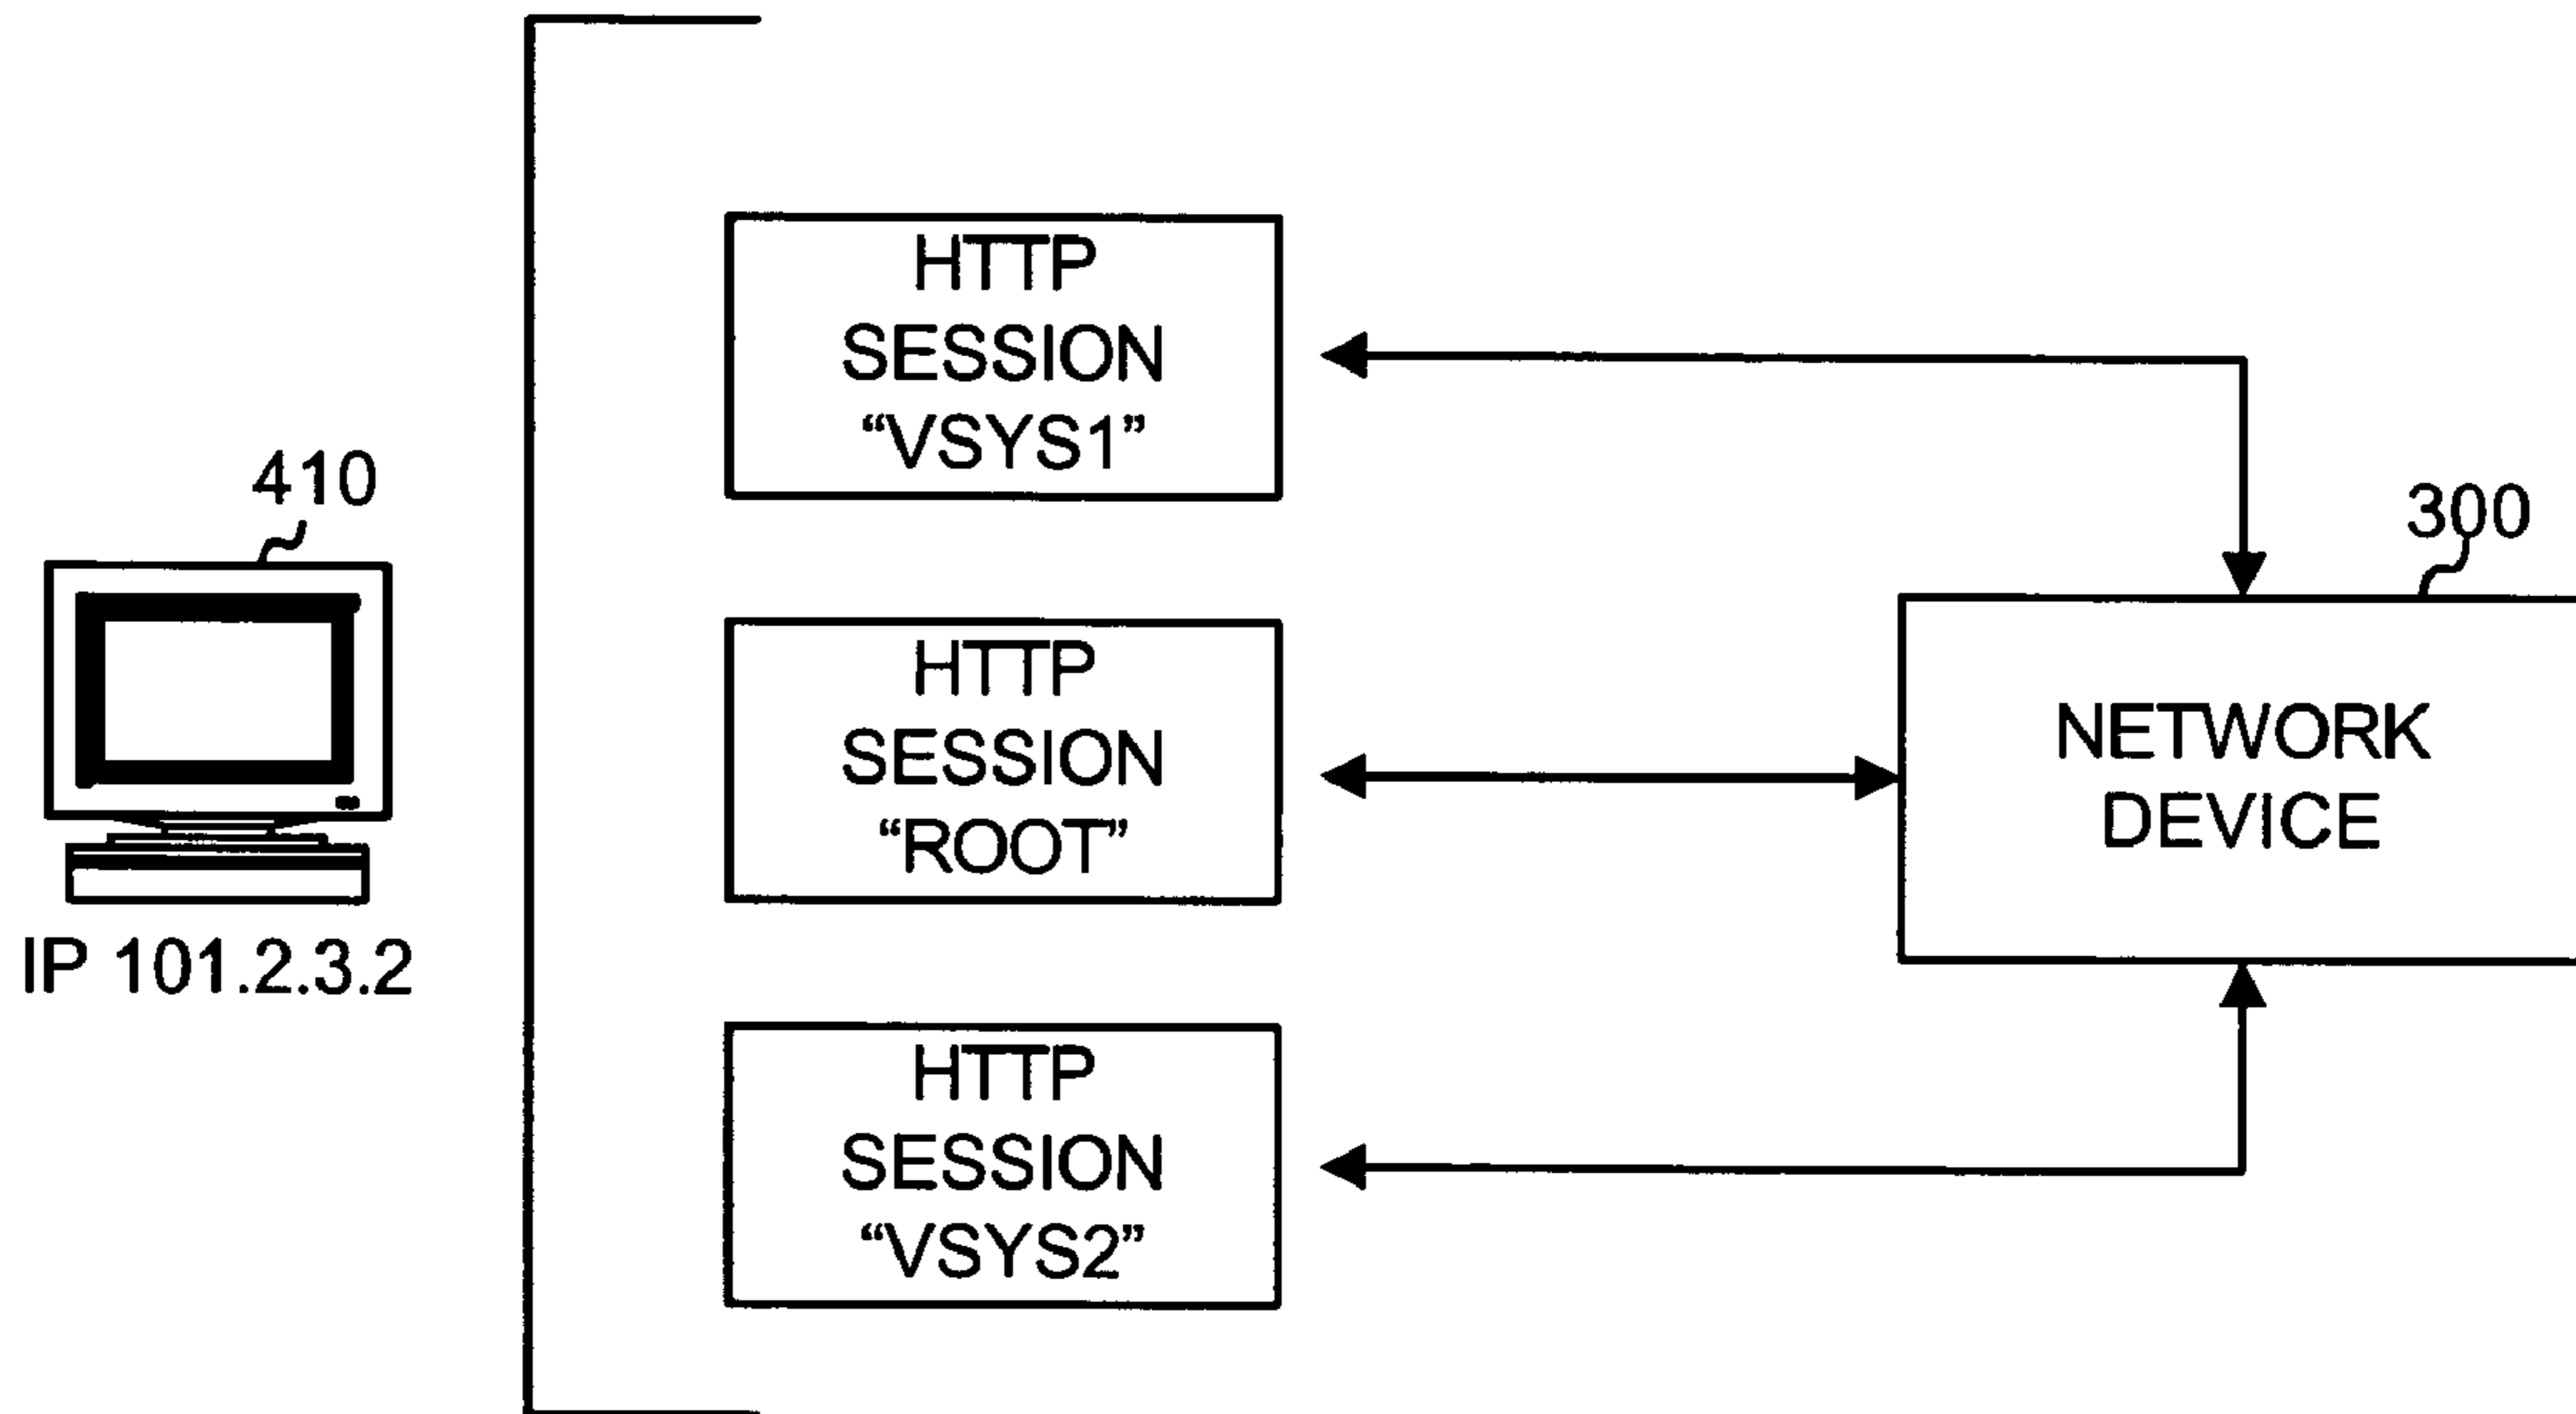 HTTP
SESSION
“VSYS1”
410
300
HTTP
SESSION
“ROOT”
NETWORK
DEVICE
IP 101.2.3.2
HTTP
SESSION
“VSYS2”